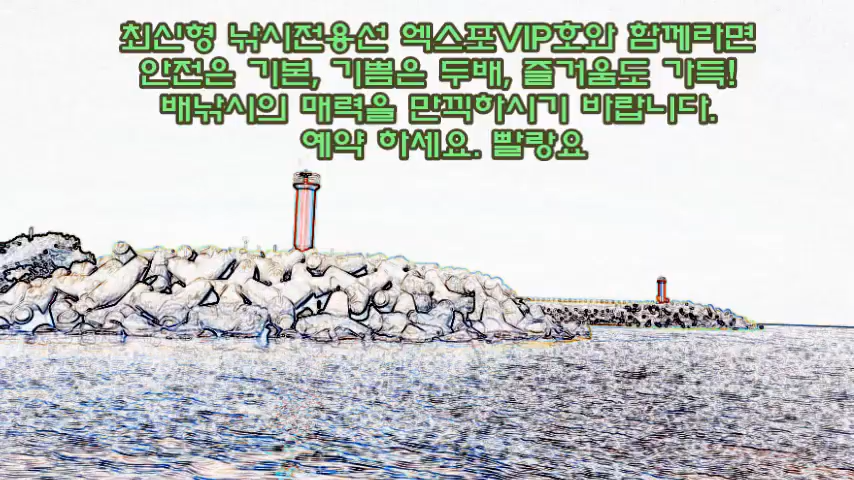 최신형 낚시전용선 엑스포VIP호와 함께라면
안전은 기본, 기쁨은 두배, 즐거움도 가득!
배낚시의 매력을 만끽하시기 바랍니다.
예약 하세요. 빨랑요